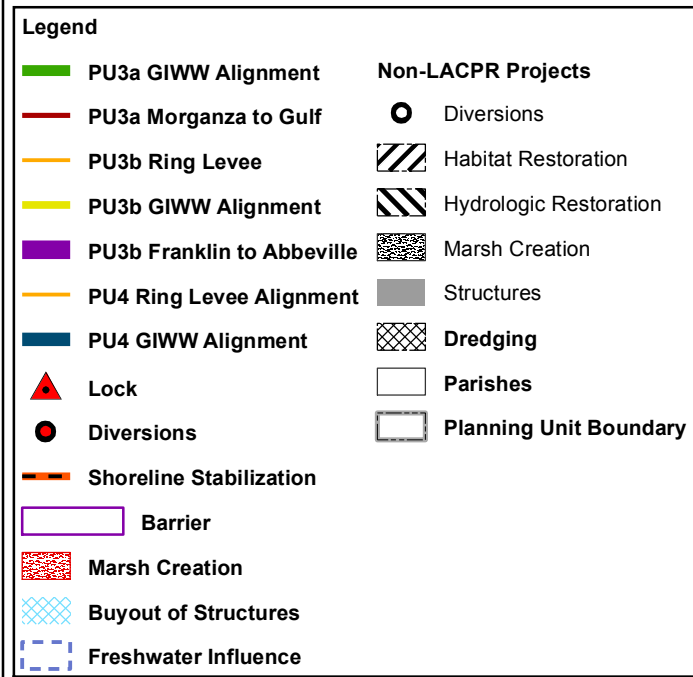 Legend
PU3a GIWW Alignment
PU3a Morganza to Gulf
PU3b Ring Levee
PU3b GIWW Alignment
PU3b Franklin to Abbeville
PU4 Ring Levee Alignment
PU4 GIWW Alignment
Lock
Diversions
Shoreline Stabilization
Barrier
Marsh Creation
Buyout of Structures
Freshwater Influence
Non-LACPR Projects
Diversions
Habitat Restoration
Hydrologic Restoration
Marsh Creation
Structures
Dredging
Parishes
Planning Unit Boundary